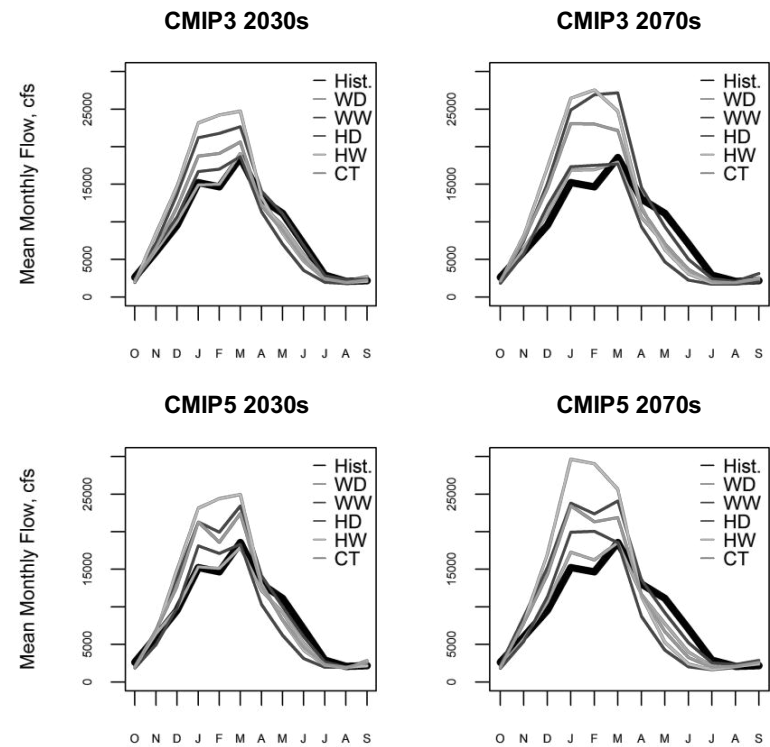 CMIP3 2030s
Mean Monthly Flow, cfs
0 5000 15000 25000
Hist.
WD
WW
HD
HW
CT
O N D J F M A M J J A S
CMIP3 2070s
0 5000 15000 25000
Hist.
WD
WW
HD
HW
CT
O N D J F M A M J J A S
CMIP5 2030s
Mean Monthly Flow, cfs
0 5000 15000 25000
Hist.
WD
WW
HD
HW
CT
O N D J F M A M J J A S
CMIP5 2070s
0 5000 15000 25000
Hist.
WD
WW
HD
HW
CT
O N D J F M A M J J A S